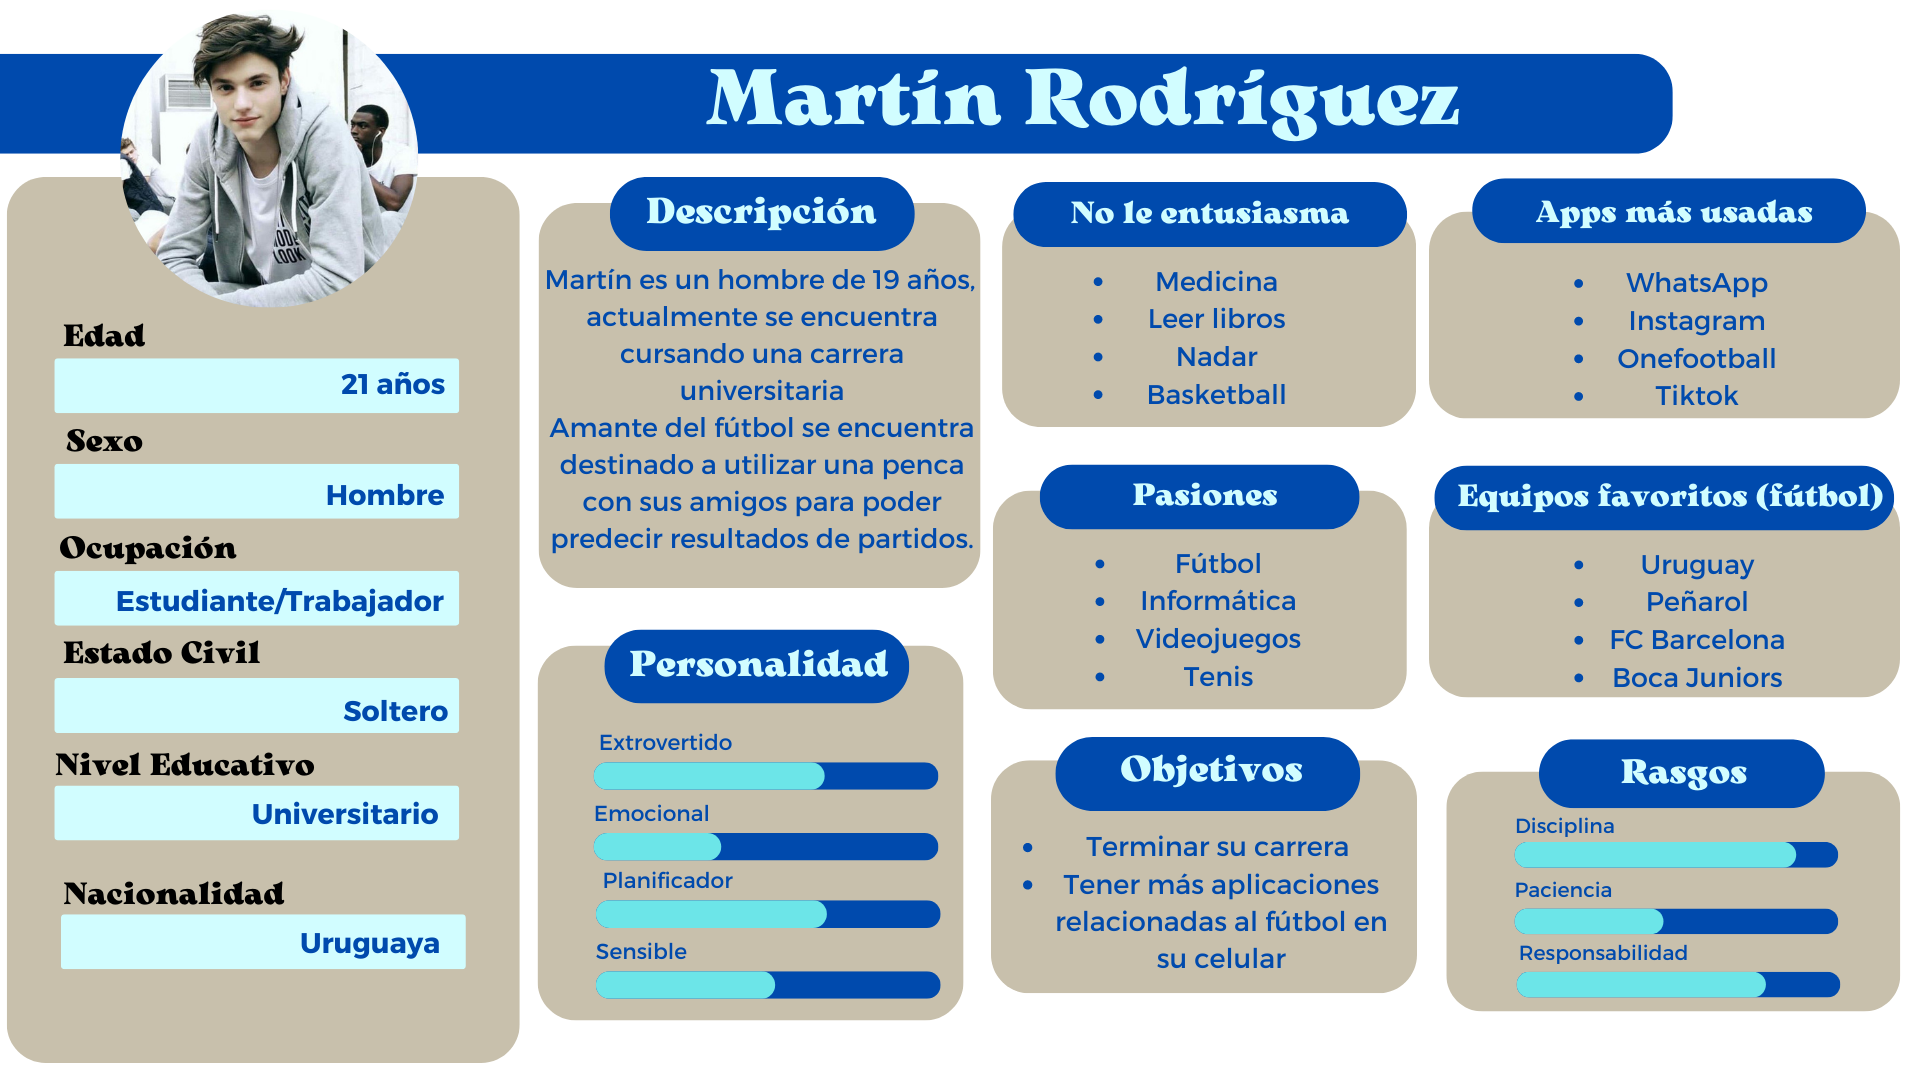 Martín Rodríguez
Edad
21 años
Sexo
Hombre
Ocupación
Estudiante/Trabajador
Estado Civil
Soltero
Nivel Educativo
Universitario
Nacionalidad
Uruguaya
Descripción
Martín es un hombre de 19 años,
actualmente se encuentra
cursando una carrera
universitaria
Amante del fútbol se encuentra
destinado a utilizar una penca
con sus amigos para poder
predecir resultados de partidos.
Personalidad
Extrovertido
Emocional
Planificador
Sensible
No le entusiasma
• Medicina
• Leer libros
• Nadar
• Basketball
Pasiones
• Fútbol
• Informática
• Videojuegos
• Tenis
Objetivos
• Terminar su carrera
• Tener más aplicaciones
relacionadas al fútbol en
su celular
Apps más usadas
• WhatsApp
• Instagram
• Onefootball
• Tiktok
Equipos favoritos (fútbol)
• Uruguay
• Peñarol
• FC Barcelona
• Boca Juniors
Rasgos
Disciplina
Paciencia
Responsabilidad
LOOK